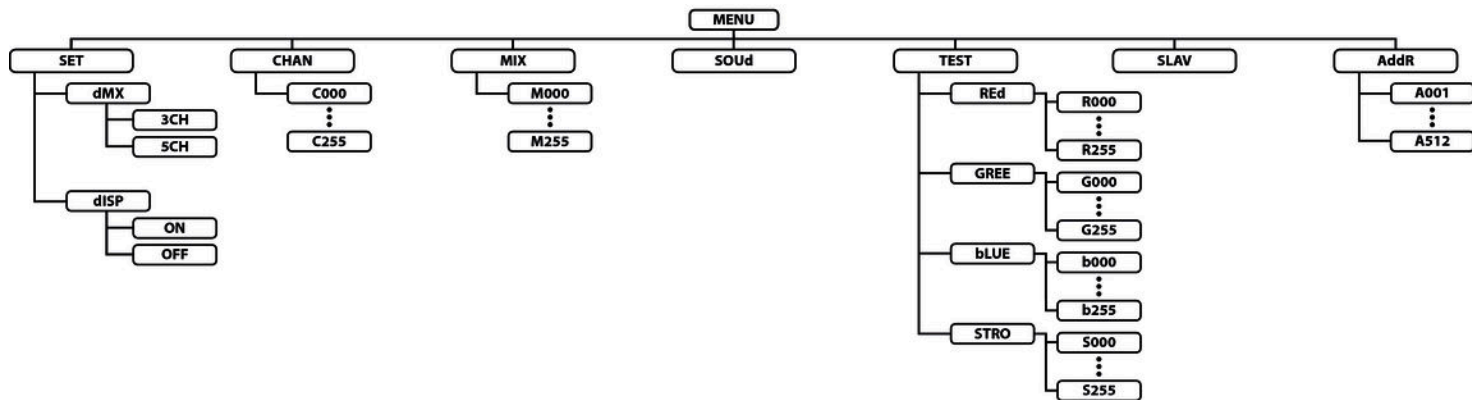 MENU
SET
CHAN
MIX
SOUd
TEST
SLAV
AddR
dMX
3CH
5CH
dISP
ON
OFF
C000
C255
M000
M255
REd
R000
R255
GREE
G000
G255
bLUE
b000
b255
STRO
S000
S255
A001
A512